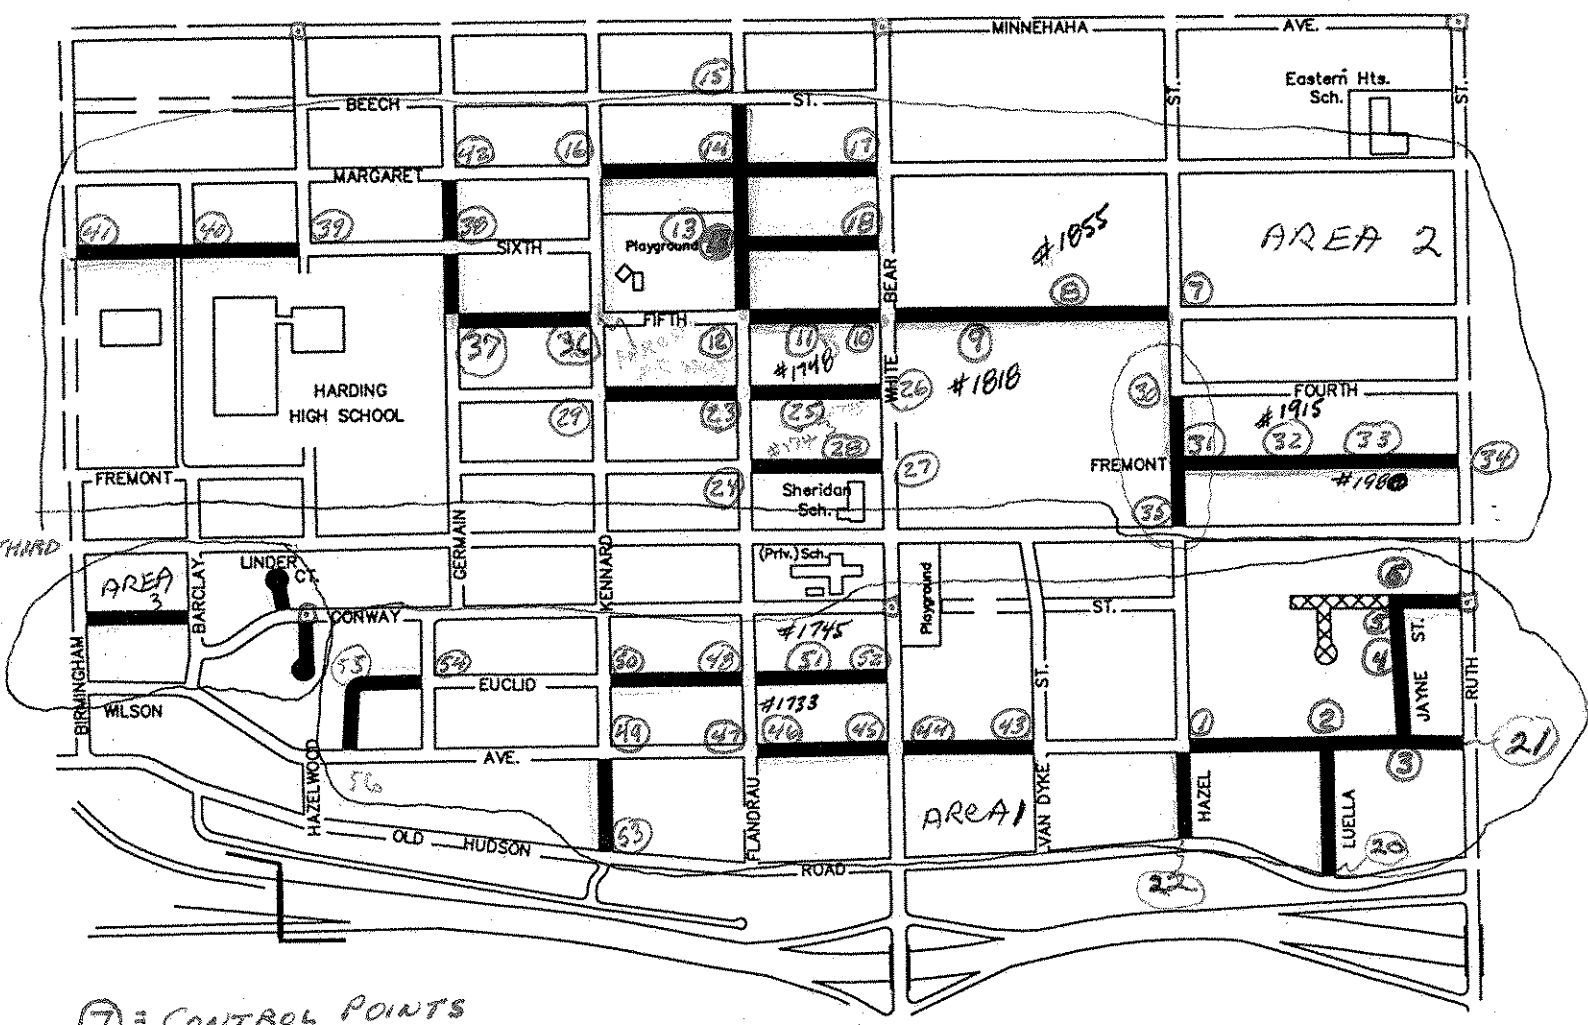 MINNEHAHA AVE.
15
Eastern Hts.
Sch.
ST.
ST.
BEECH ST.
42 16 14 17
MARGARET
41 40 39 38 13 18
#1855
AREA 2
SIXTH
Playground
BEAR
8 7
FIFTH
37 36 12 11 10 9
#1748
WHITE
26 #1818
30
FOURTH
HARDING
HIGH SCHOOL
29 23 25
#1915
31 32 33
28
FREMONT
34
FREMONT
27
24
Sheridan
Sch.
35
THIRD
GERMAIN
KENNARD
LINDER
CT.
(Priv.) Sch.
AREA
3
BARCLAY
Playground
6
CONWAY
ST.
5
#1745
ST.
BIRMINGHAM
55 54 50 48 51 52
4
EUCLID
ST.
JAYNE
RUTH
WILSON
#1733
49 47 46 45 44 43
1 2
21
AVE.
3
56
HAZELWOOD
FLANDRAU
VAN DYKE
HAZEL
LUELLA
AREA 1
53
OLD HUDSON ROAD
20
22
7 = CONTROL POINTS